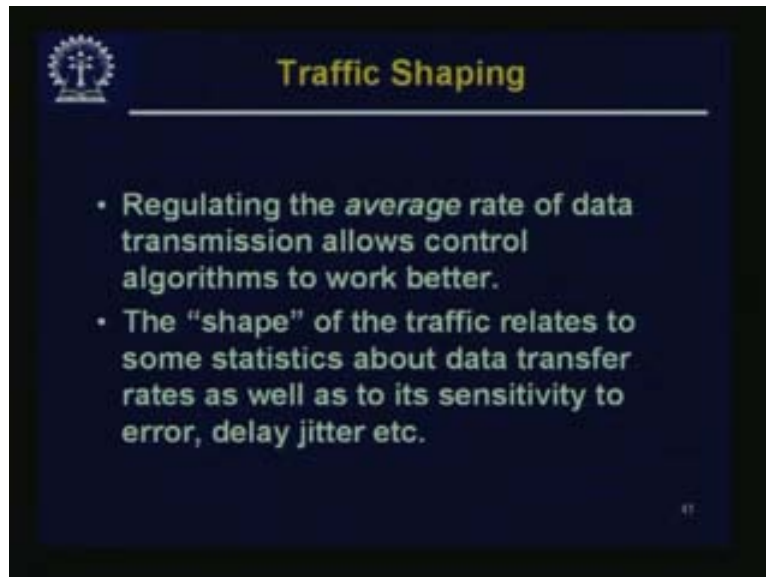 Traffic Shaping
• Regulating the average rate of data
transmission allows control
algorithms to work better.
• The “shape” of the traffic relates to
some statistics about data transfer
rates as well as to its sensitivity to
error, delay jitter etc.